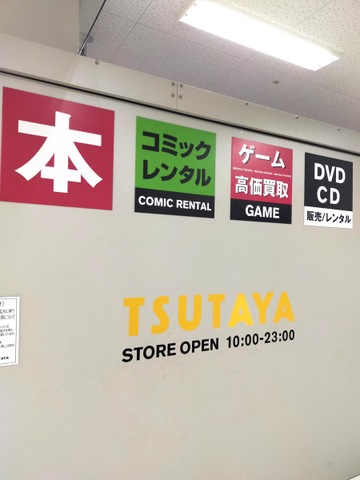 本
コミック
レンタル
COMIC RENTAL
ゲーム
高価買取
GAME
DVD
CD
販売/レンタル
TSUTAYA
STORE OPEN 10:00-23:00